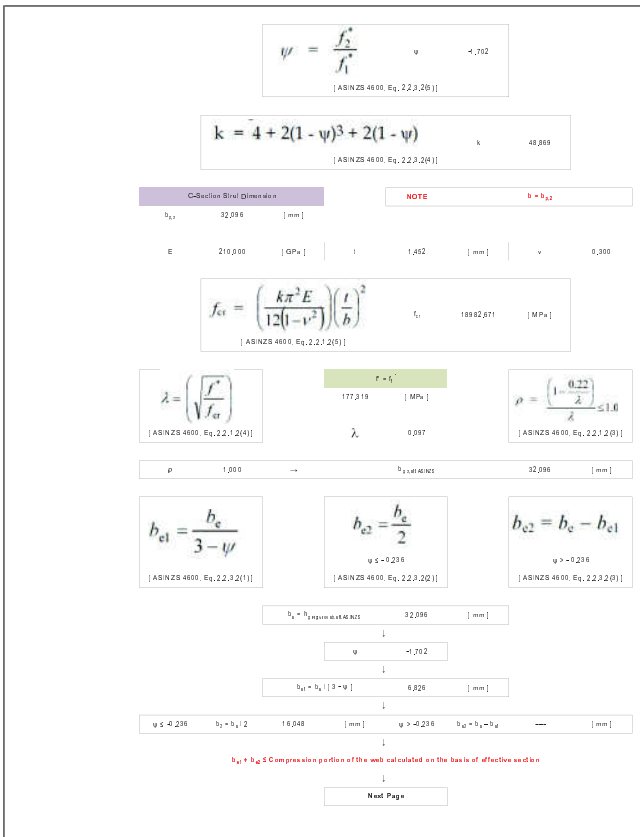 ψ = f₂* / f₁* ψ -1,702
[ AS\NZS 4600, Eq. 2.2.3.2(5) ]
k = 4 + 2(1 - ψ)³ + 2(1 - ψ) k 48,869
[ AS\NZS 4600, Eq. 2.2.3.2(4) ]
C-Section Strut Dimension NOTE b = bp,2
32,096 [ mm ]
E 210,000 [ GPa ] t 1,452 [ mm ] ν 0,300
fcr = (kπ²E / 12(1-ν²)) (t/b)² fcr 18982,671 [ MPa ]
[ AS\NZS 4600, Eq. 2.2.1.2(5) ]
λ = (√(f* / fcr)) f* = f₁* ρ = (1 - 0.22/λ) / λ ≤ 1.0
177,319 [ MPa ]
[ AS\NZS 4600, Eq. 2.2.1.2(4) ] λ 0,097 [ AS\NZS 4600, Eq. 2.2.1.2(3) ]
ρ 1,000 → 32,096 [ mm ]
be1 = be / (3 - ψ) be2 = be / 2 be2 = be - be1
ψ ≤ -0,236 ψ > -0,236
[ AS\NZS 4600, Eq. 2.2.3.2(1) ] [ AS\NZS 4600, Eq. 2.2.3.2(2) ] [ AS\NZS 4600, Eq. 2.2.3.2(3) ]
32,096 [ mm ]
↓
ψ -1,702
↓
be1 = be \ [ 3 - ψ ] 6,826 [ mm ]
↓
ψ ≤ -0,236 b2 = be \ 2 16,048 [ mm ] ψ > -0,236 be2 = be - be1 ---- [ mm ]
↓
be1 + be2 ≤ Compression portion of the web calculated on the basis of effective section
↓
Next Page